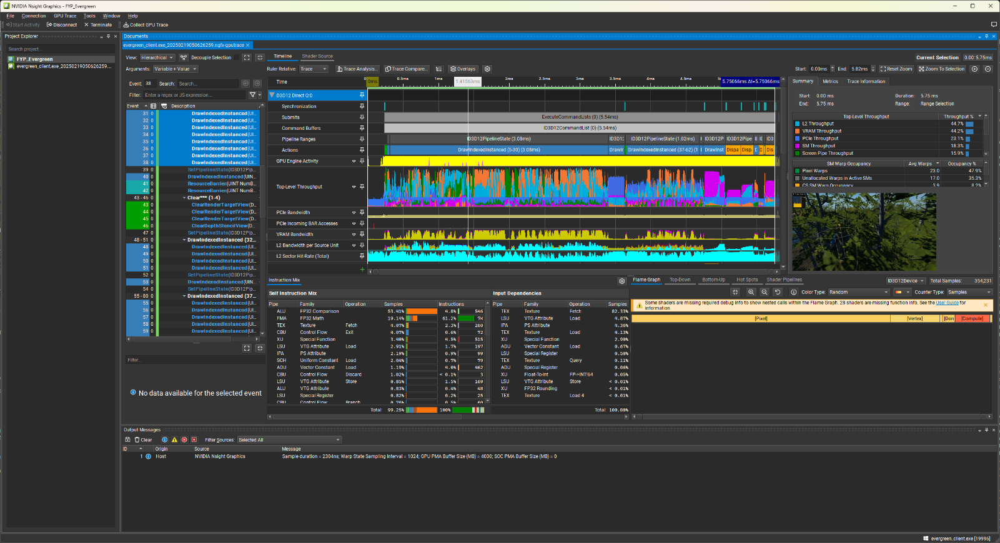 NVIDIA Nsight Graphics - FYP_Evergreen
File Connection GPU Trace Tools Window Help
Start Activity Disconnect Terminate Collect GPU Trace
Project Explorer
Search project...
FYP_Evergreen
evergreen_client.exe_20250219050626259...
Documents
evergreen_client.exe_20250219050626259.ngfx-gputrace
View: Hierarchical Decouple Selection
Arguments: Variable + Value
Event: 38 Search: Search...
Filter: Enter a regex or JS expression...
Event Description
31 0 DrawIndexedInstanced(UI...
32 0 DrawIndexedInstanced(UI...
33 0 DrawIndexedInstanced(UI...
34 0 DrawIndexedInstanced(UI...
35 0 DrawIndexedInstanced(UI...
36 0 DrawIndexedInstanced(UI...
37 0 DrawIndexedInstanced(UI...
38 0 DrawIndexedInstanced(UI...
39 0 SetPipelineState(ID3D12Pip...
40 0 DrawIndexedInstanced(UIN...
41 0 ResourceBarrier(UINT NumB...
42 0 ResourceBarrier(UINT NumB...
43 - 46 0 Clear*** (1-4)
43 0 ClearRenderTargetView(D...
44 0 ClearRenderTargetView(D...
45 0 ClearRenderTargetView(D...
46 0 ClearDepthStencilView(D...
47 0 SetPipelineState(ID3D12Pip...
48 - 51 0 DrawIndexedInstanced (32...
48 0 DrawIndexedInstanced(UI...
49 0 DrawIndexedInstanced(UI...
50 0 DrawIndexedInstanced(UI...
51 0 DrawIndexedInstanced(UI...
52 0 SetPipelineState(ID3D12Pip...
53 0 DrawIndexedInstanced(UIN...
54 0 SetPipelineState(ID3D12Pip...
55 - 80 0 DrawIndexedInstanced (37...
55 0 DrawIndexedInstanced(UI...
56 0 DrawIndexedInstanced(UI...
57 0 DrawIndexedInstanced(UI...
58 0 DrawIndexedInstanced(UI...
59 0 DrawIndexedInstanced(UI...
Filter...
No data available for the selected event
Timeline Shader Source
Ruler Relative: Trace Trace Analysis... Trace Compare... Overlays
Time 0ms 0.5ms 1ms 1.41563ms 2ms 2.5ms 3ms 3.5ms 4ms 4.5ms 5.75066ms Δt=5.75066ms
D3D12 Direct Q:0
Synchronization
Submits ExecuteCommandLists (0) (5.54ms)
Command Buffers ID3D12CommandList (0) (5.54ms)
Pipeline Ranges ID3D12PipelineState (3.08ms) ID3D12 ID3D12PipelineState (1.02ms) ID3D12P ID3D12Pipe
Actions DrawIndexedInstanced (5-30) (3.08ms) DrawIr DrawIndexedInstanced (37-62) (1 DrawInst Dispa Dispa Dis
GPU Engine Activity
Top-Level Throughput
PCIe Bandwidth
PCIe Incoming BAR Accesses
VRAM Bandwidth
L2 Bandwidth per Source Unit
L2 Sector Hit-Rate (Total)
Current Selection 0.00:5.75ms
Start: 0.00ms End: 5.82ms Reset Zoom Zoom To Selection
Summary Metrics Trace Information
Start: 0.00 ms Duration: 5.75 ms
End: 5.75 ms Range: Range Selection
Top-Level Throughput Throughput %
L2 Throughput 44.7%
VRAM Throughput 44.2%
PCIe Throughput 23.1%
SM Throughput 18.3%
Screen Pipe Throughput 15.9%
SM Warp Occupancy Avg Warps Occupancy %
Pixel Warps 23.0 47.9%
Unallocated Warps in Active SMs 17.0 35.3%
CS SM Warp Occupancy 3.9 8.2%
Instruction Mix
Self Instruction Mix
Pipe Family Operation Samples Instructions
ALU FP32 Comparison 53.41% 4.8% 546
FMA FP32 Math 19.14% 61.2% 7K
TEX Texture Fetch 4.07% 2.3% 260
CBU Control Flow Exit 4.07% 0.6% 72
XU Special Function 3.40% 4.5% 515
LSU VTG Attribute Load 2.91% 1.7% 197
IPA PS Attribute 2.19% 0.9% 99
SCH Uniform Constant Load 2.04% 0.7% 79
ADU Vector Constant Load 1.19% 4.0% 462
CBU Control Flow Discard 1.02% < 0.1% 3
LSU VTG Attribute Store 0.85% 1.5% 169
ALU VTG Attribute 0.83% 0.4% 48
LSU Special Register 0.82% 0.2% 25
CBU Control Flow Branch 0.76% 0.5% 60
Total: 99.25% 100%
Input Dependencies
Pipe Family Operation Samples
TEX Texture Fetch 82.33%
LSU VTG Attribute Load 4.87%
IPA PS Attribute 4.36%
TEX Texture Load 4.13%
XU Special Function 2.90%
ADU Vector Constant Load 0.67%
LSU Special Register 0.50%
TEX Texture Query 0.11%
ADU Special Register 0.06%
XU Float-To-Int FP->INT!64 0.05%
LSU VTG Attribute Store < 0.01%
XU FP32 Rounding < 0.01%
TEX Texture Load 4 < 0.01%
Total: 100.00%
Flame Graph Top-Down Bottom-Up Hot Spots Shader Pipelines ID3D12Device Total Samples: 354,231
Color Type: Random Counter Type: Samples
Some shaders are missing required debug info to show nested calls within the Flame Graph. 28 shaders are missing function info. See the User Guide for
information.
[Pixel] [Vertex] [Don [Compute]
Output Messages
Clear Filter Sources: Selected All
ID Origin Source Message
1 Host NVIDIA Nsight Graphics Sample duration = 2304ns; Warp State Sampling Interval = 1024; GPU PMA Buffer Size (MB) = 4000; SOC PMA Buffer Size (MB) = 0
evergreen_client.exe [19996]